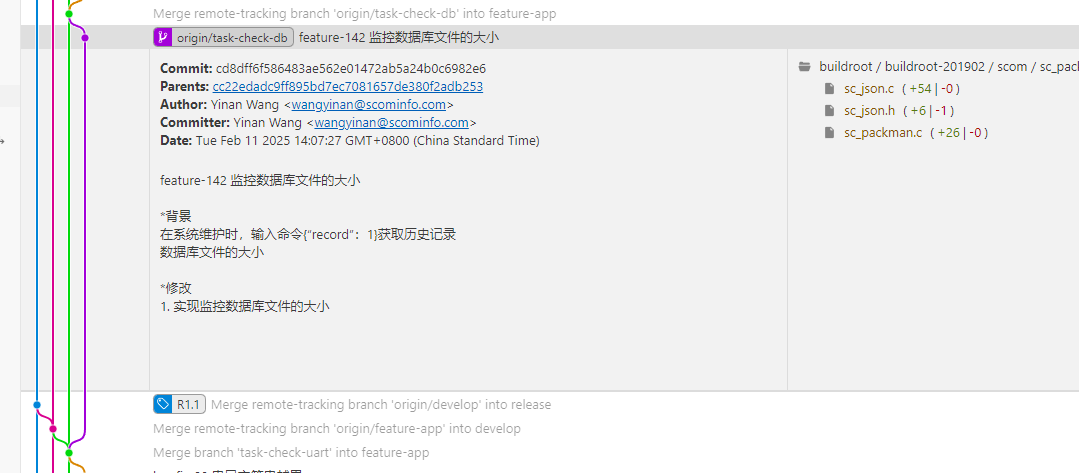 Merge remote-tracking branch 'origin/task-check-db' into feature-app
origin/task-check-db feature-142 监控数据库文件的大小
Commit: cd8dff6f586483ae562e01472ab5a24b0c6982e6
Parents: cc22edadc9ff895bd7ec7081657de380f2adb253
Author: Yinan Wang <wangyinan@scominfo.com>
Committer: Yinan Wang <wangyinan@scominfo.com>
Date: Tue Feb 11 2025 14:07:27 GMT+0800 (China Standard Time)
feature-142 监控数据库文件的大小
*背景
在系统维护时，输入命令{“record”：1}获取历史记录
数据库文件的大小
*修改
1. 实现监控数据库文件的大小
buildroot / buildroot-201902 / scom / sc_pac
sc_json.c ( +54 | -0 )
sc_json.h ( +6 | -1 )
sc_packman.c ( +26 | -0 )
R1.1 Merge remote-tracking branch 'origin/develop' into release
Merge remote-tracking branch 'origin/feature-app' into develop
Merge branch 'task-check-uart' into feature-app